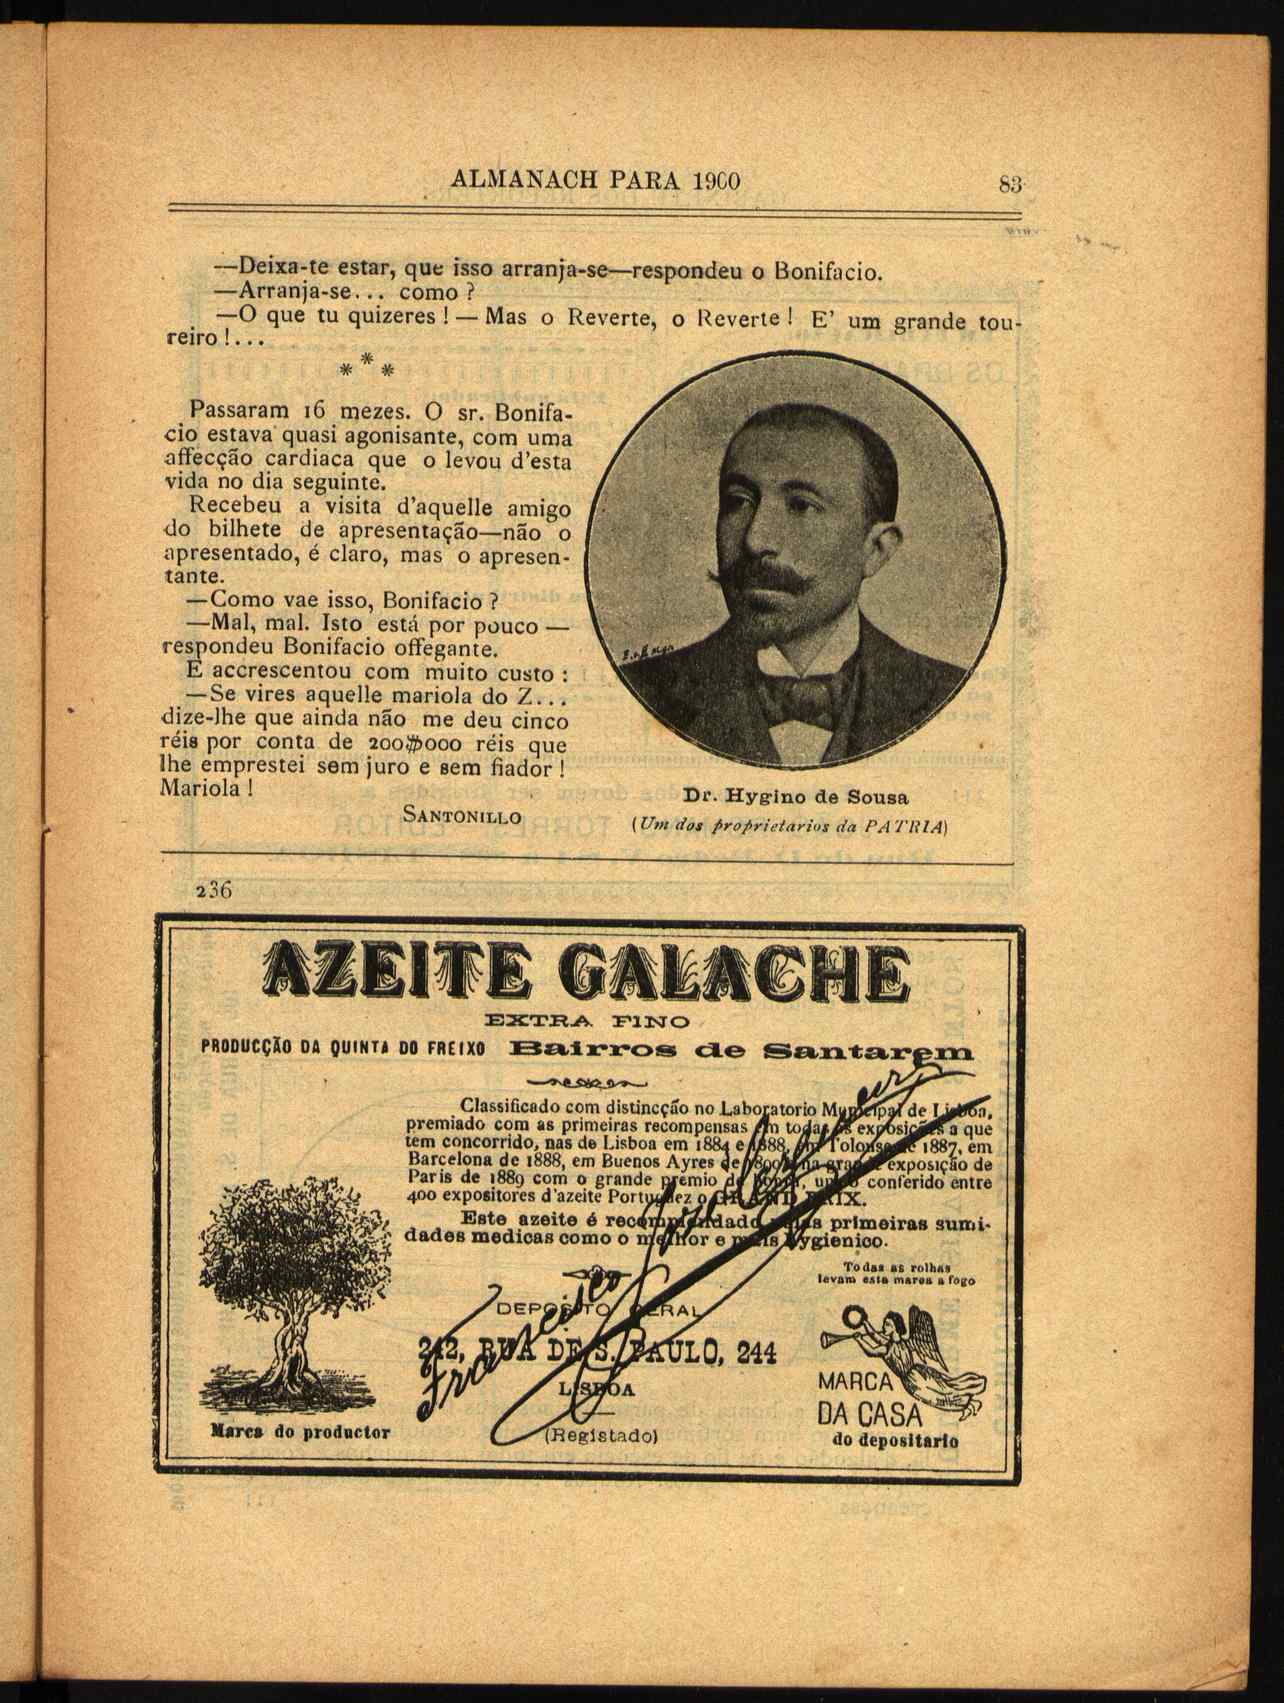 ALMANACH PARA 1900
83
—Deixa-te estar, que isso arranja-se—respondeu o Bonifacio.
—Arranja-se... como ?
—O que tu quizeres ! — Mas o Reverte, o Reverte ! E' um grande tou-
reiro !...
* * *
Passaram 16 mezes. O sr. Bonifa-
cio estava quasi agonisante, com uma
affecção cardiaca que o levou d'esta
vida no dia seguinte.
Recebeu a visita d'aquelle amigo
do bilhete de apresentação—não o
apresentado, é claro, mas o apresen-
tante.
—Como vae isso, Bonifacio ?
—Mal, mal. Isto está por pouco —
respondeu Bonifacio offegante.
E accrescentou com muito custo :
—Se vires aquelle mariola do Z...
dize-lhe que ainda não me deu cinco
réis por conta de 200$000 réis que
lhe emprestei sem juro e sem fiador !
Mariola !
SANTONILLO
Dr. Hygino de Sousa
(Um dos proprietarios da PATRIA)
236
AZEITE GALACHE
EXTRA FINO
PRODUCÇÃO DA QUINTA DO FREIXO Bairros de Santarem
Classificado com distincção no Laboratorio Municipal de Lisboa,
premiado com as primeiras recompensas em todas as exposições a que
tem concorrido, nas de Lisboa em 1884 e 1888, em Tolouse de 1887, em
Barcelona de 1888, em Buenos Ayres de na grande exposição de
Paris de 1889 com o grande premio de honra, unico conferido entre
400 expositores d'azeite Portuguez o GRAND PRIX.
Este azeite é recommendado pelas primeiras sumi-
dades medicas como o melhor e mais hygienico.
Todas as rolhas
levam esta marca a fogo
DEPOSITO GERAL
242, RUA DE S. PAULO, 244
LISBOA
(Registado)
Francisco José
Marca do productor
MARCA
DA CASA
do depositario